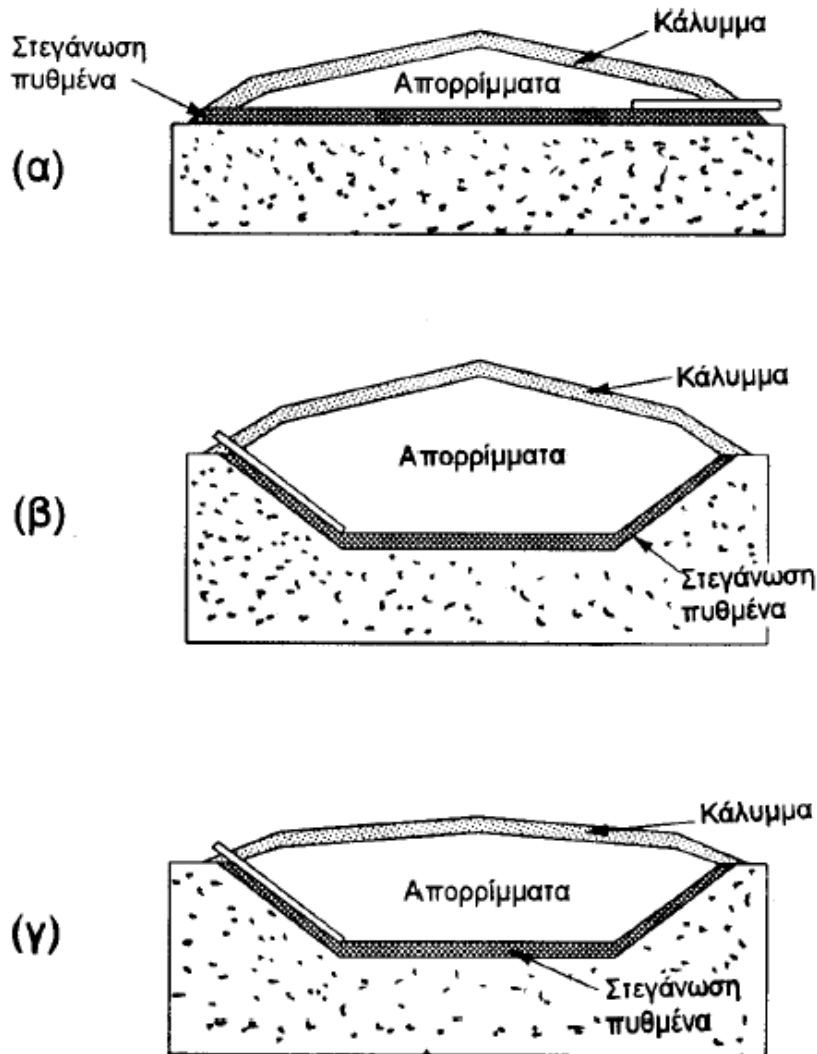 Στεγάνωση
πυθμένα
Κάλυμμα
Απορρίμματα
(α)
Κάλυμμα
Απορρίμματα
(β)
Στεγάνωση
πυθμένα
Κάλυμμα
Απορρίμματα
(γ)
Στεγάνωση
πυθμένα